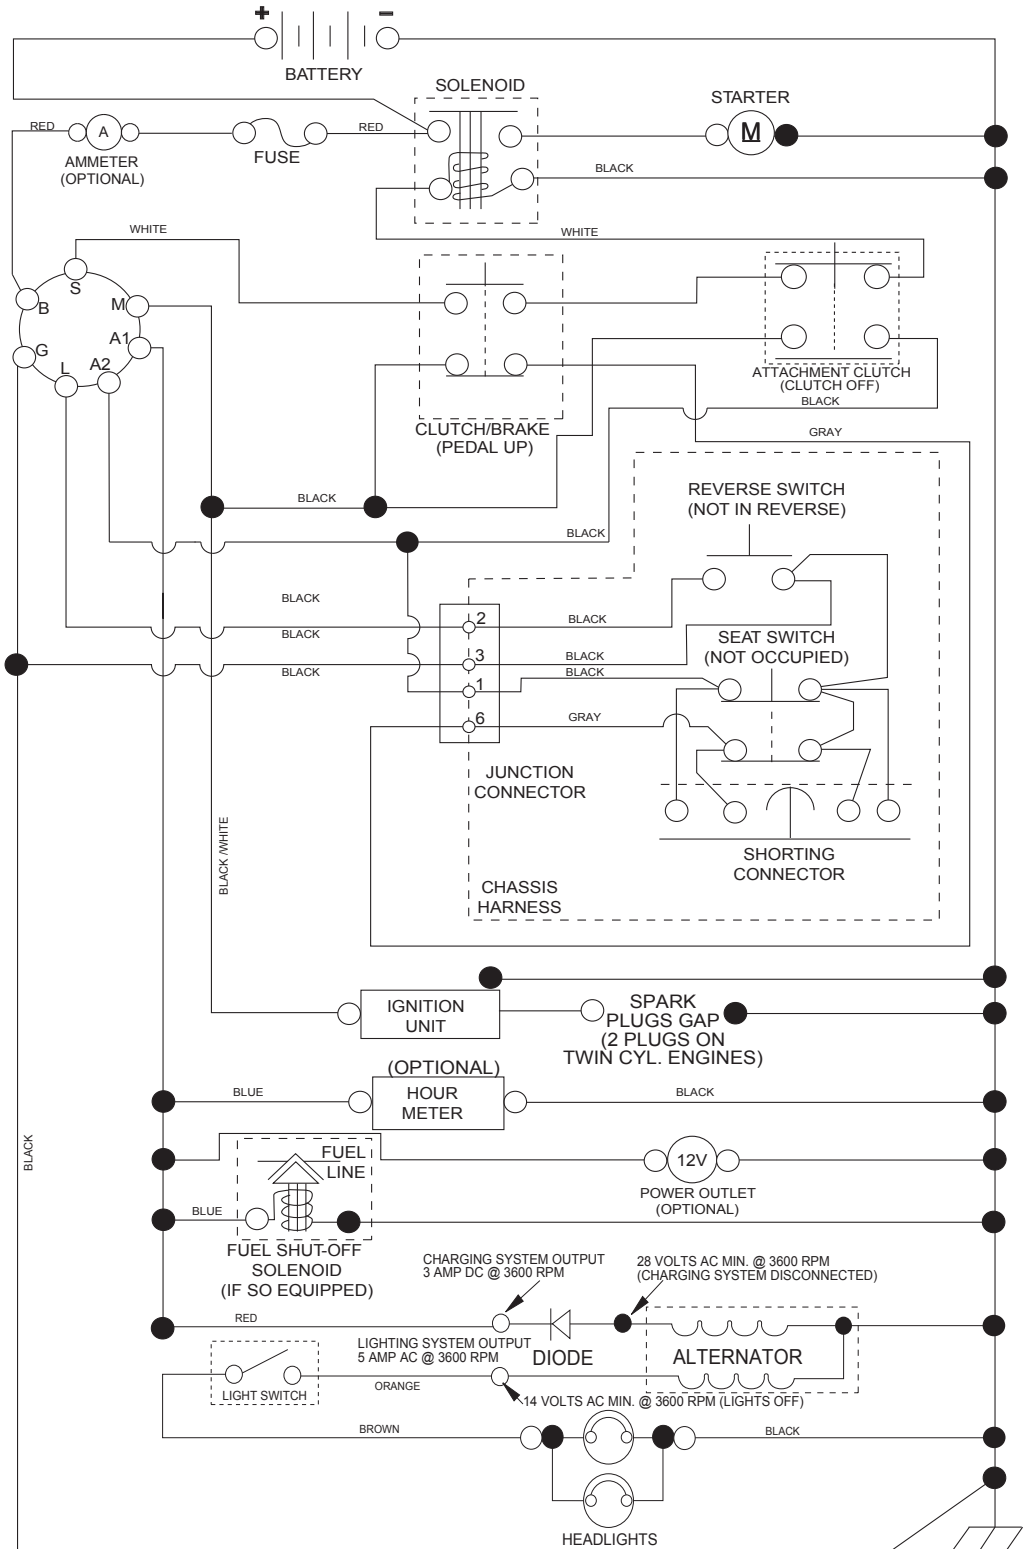 + −
BATTERY
SOLENOID
STARTER
RED
A
RED
M
AMMETER
(OPTIONAL)
FUSE
BLACK
WHITE
WHITE
S
B
M
G
A1
L
A2
ATTACHMENT CLUTCH
(CLUTCH OFF)
BLACK
CLUTCH/BRAKE
(PEDAL UP)
GRAY
REVERSE SWITCH
(NOT IN REVERSE)
BLACK
BLACK
BLACK
2
BLACK
BLACK
SEAT SWITCH
(NOT OCCUPIED)
3
BLACK
BLACK
BLACK
1
6
GRAY
JUNCTION
CONNECTOR
BLACK /WHITE
SHORTING
CONNECTOR
CHASSIS
HARNESS
IGNITION
UNIT
SPARK
PLUGS GAP
(2 PLUGS ON
TWIN CYL. ENGINES)
(OPTIONAL)
HOUR
METER
BLUE
BLACK
BLACK
FUEL
LINE
12V
POWER OUTLET
(OPTIONAL)
BLUE
FUEL SHUT-OFF
SOLENOID
(IF SO EQUIPPED)
CHARGING SYSTEM OUTPUT
3 AMP DC @ 3600 RPM
28 VOLTS AC MIN. @ 3600 RPM
(CHARGING SYSTEM DISCONNECTED)
RED
LIGHTING SYSTEM OUTPUT
5 AMP AC @ 3600 RPM
DIODE
ALTERNATOR
LIGHT SWITCH
ORANGE
14 VOLTS AC MIN. @ 3600 RPM (LIGHTS OFF)
BROWN
BLACK
HEADLIGHTS